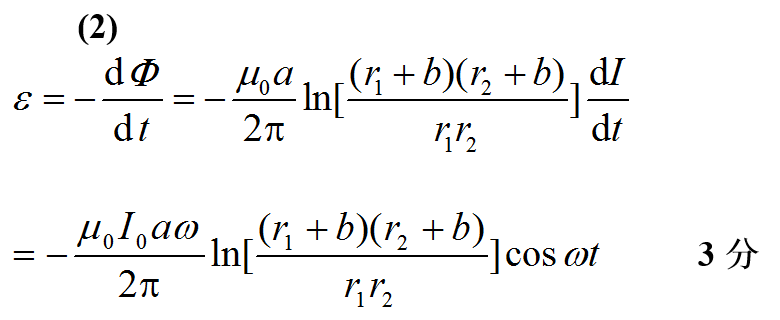 (2)
ε = −dΦ/dt = −(μ₀a/2π) ln[(r₁ + b)(r₂ + b)/(r₁r₂)] dI/dt
= −(μ₀I₀aω/2π) ln[(r₁ + b)(r₂ + b)/(r₁r₂)] cos ωt 3 分